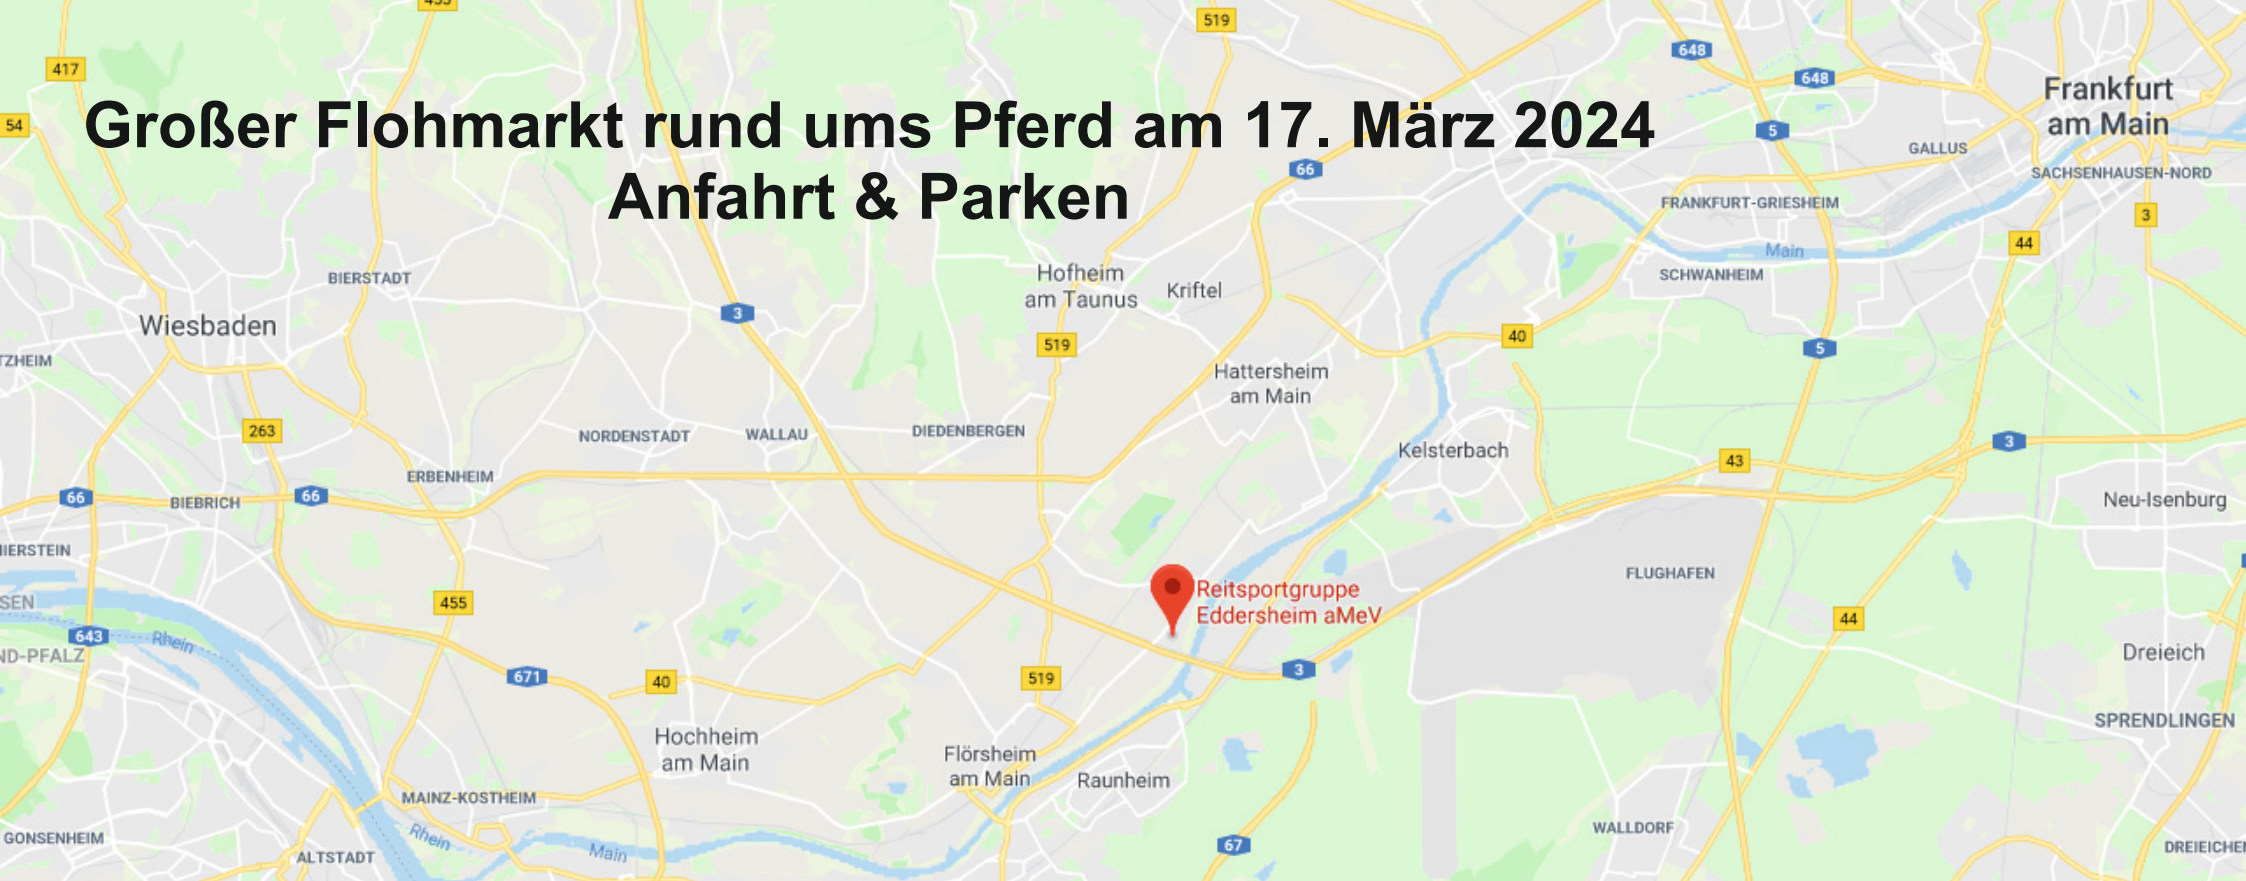 455
519
417
648
648
Frankfurt
am Main
54
Großer Flohmarkt rund ums Pferd am 17. März 2024
5
GALLUS
66
SACHSENHAUSEN-NORD
Anfahrt & Parken
FRANKFURT-GRIESHEIM
3
44
Main
BIERSTADT
Hofheim
am Taunus
Kriftel
SCHWANHEIM
Wiesbaden
3
40
519
5
TZHEIM
Hattersheim
am Main
263
NORDENSTADT
WALLAU
DIEDENBERGEN
3
Kelsterbach
43
ERBENHEIM
66
BIEBRICH
66
Neu-Isenburg
IERSTEIN
FLUGHAFEN
Reitsportgruppe
Eddersheim aMeV
SEN
455
44
643
Rhein
ND-PFALZ
Dreieich
671
40
519
3
SPRENDLINGEN
Hochheim
am Main
Flörsheim
am Main
Raunheim
MAINZ-KOSTHEIM
WALLDORF
GONSENHEIM
Rhein
67
DREIEICHE
ALTSTADT
Main